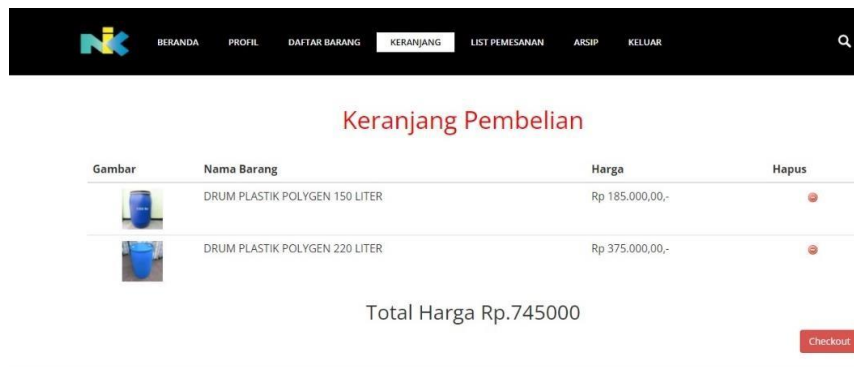 NIK BERANDA PROFIL DAFTAR BARANG KERANJANG LIST PEMESANAN ARSIP KELUAR
Keranjang Pembelian
Gambar Nama Barang Harga Hapus
DRUM PLASTIK POLYGEN 150 LITER Rp 185.000,00,-
DRUM PLASTIK POLYGEN 220 LITER Rp 375.000,00,-
Total Harga Rp.745000
Checkout